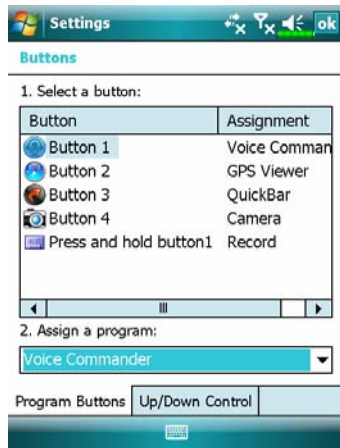 Settings ok
Buttons
1. Select a button:
Button Assignment
Button 1 Voice Comman
Button 2 GPS Viewer
Button 3 QuickBar
Button 4 Camera
Press and hold button1 Record
2. Assign a program:
Voice Commander
Program Buttons Up/Down Control